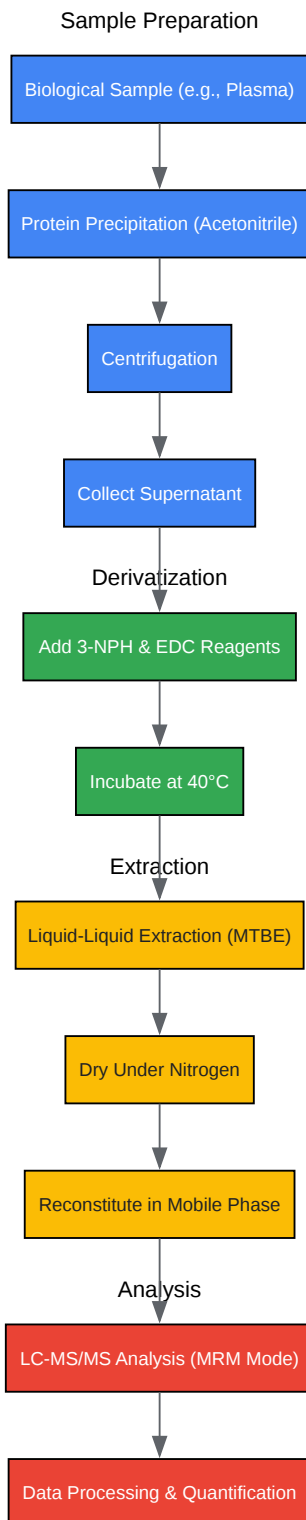 Sample Preparation
Biological Sample (e.g., Plasma)
Protein Precipitation (Acetonitrile)
Centrifugation
Collect Supernatant
Derivatization
Add 3-NPH & EDC Reagents
Incubate at 40°C
Extraction
Liquid-Liquid Extraction (MTBE)
Dry Under Nitrogen
Reconstitute in Mobile Phase
Analysis
LC-MS/MS Analysis (MRM Mode)
Data Processing & Quantification